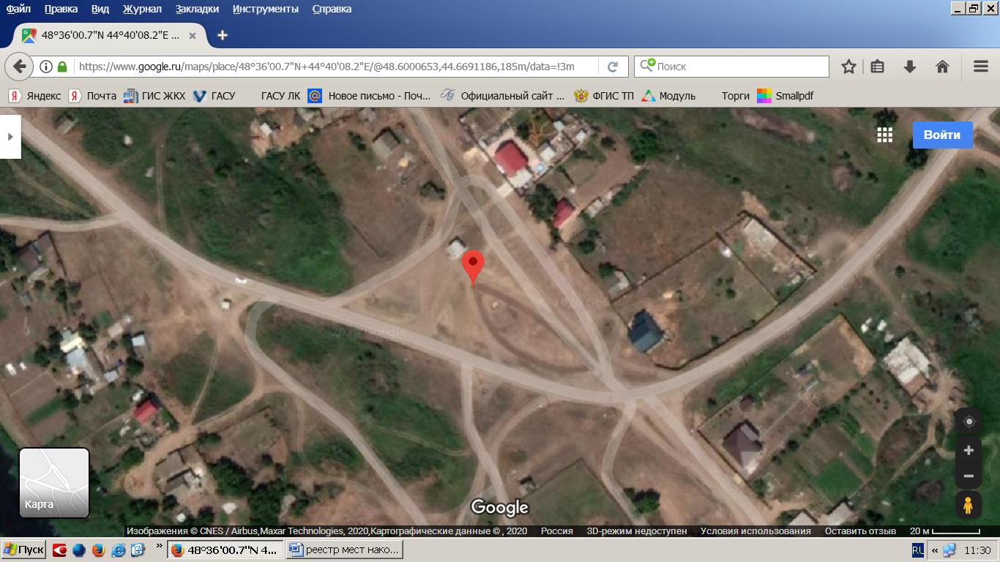 Файл Правка Вид Журнал Закладки Инструменты Справка
48°36'00.7"N 44°40'08.2"E ...
https://www.google.ru/maps/place/48°36'00.7"N+44°40'08.2"E/@48.6000653,44.6691186,185m/data=!3m
Поиск
Яндекс Почта ГИС ЖКХ ГАСУ ГАСУ ЛК Новое письмо - Поч... Официальный сайт ... ФГИС ТП Модуль Торги Smallpdf
Войти
Карта
Google
Изображения © CNES / Airbus,Maxar Technologies, 2020,Картографические данные © , 2020 Россия 3D-режим недоступен Условия использования Оставить отзыв 20 м
Пуск » 48°36'00.7"N 4... реестр мест нако... RU « 11:30